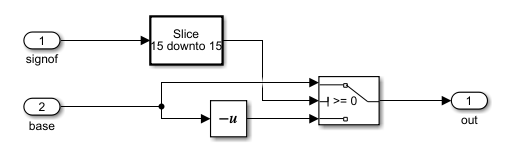 1
signof
Slice
15 downto 15
2
base
-u
>= 0
1
out